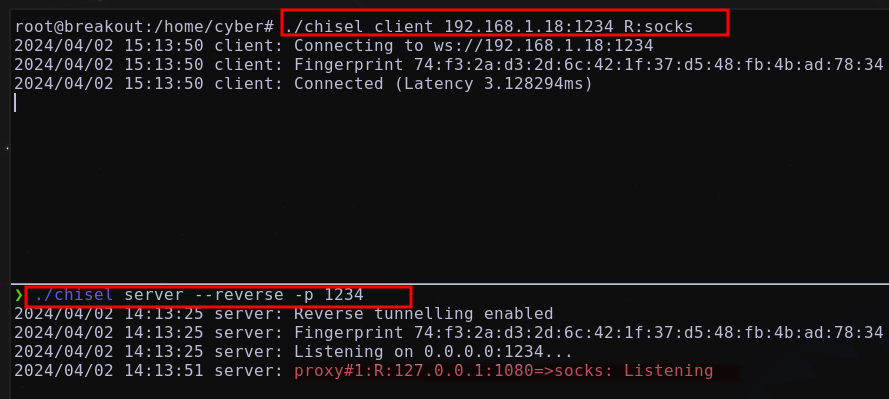 root@breakout:/home/cyber# ./chisel client 192.168.1.18:1234 R:socks
2024/04/02 15:13:50 client: Connecting to ws://192.168.1.18:1234
2024/04/02 15:13:50 client: Fingerprint 74:f3:2a:d3:2d:6c:42:1f:37:d5:48:fb:4b:ad:78:34
2024/04/02 15:13:50 client: Connected (Latency 3.128294ms)
❯ ./chisel server --reverse -p 1234
2024/04/02 14:13:25 server: Reverse tunnelling enabled
2024/04/02 14:13:25 server: Fingerprint 74:f3:2a:d3:2d:6c:42:1f:37:d5:48:fb:4b:ad:78:34
2024/04/02 14:13:25 server: Listening on 0.0.0.0:1234...
2024/04/02 14:13:51 server: proxy#1:R:127.0.0.1:1080=>socks: Listening